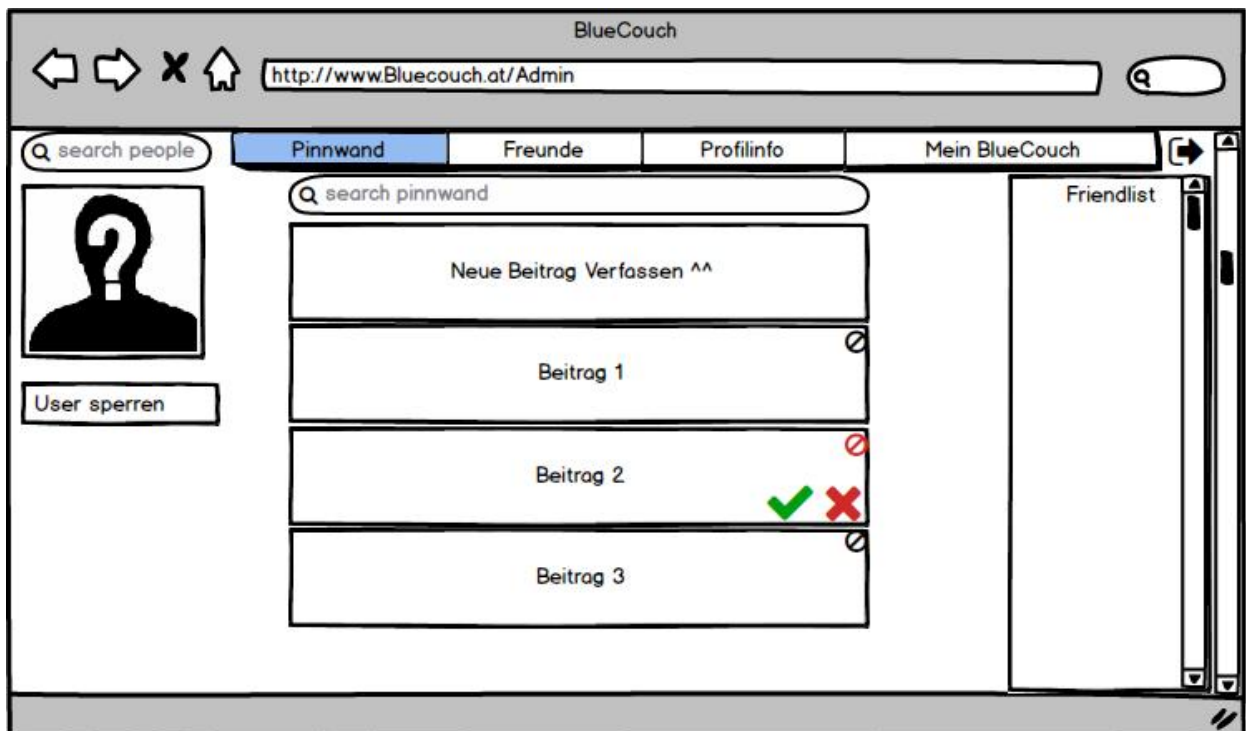 BlueCouch
http://www.Bluecouch.at/Admin
search people
Pinnwand
Freunde
Profilinfo
Mein BlueCouch
search pinnwand
Friendlist
Neue Beitrag Verfassen ^^
Beitrag 1
User sperren
Beitrag 2
Beitrag 3